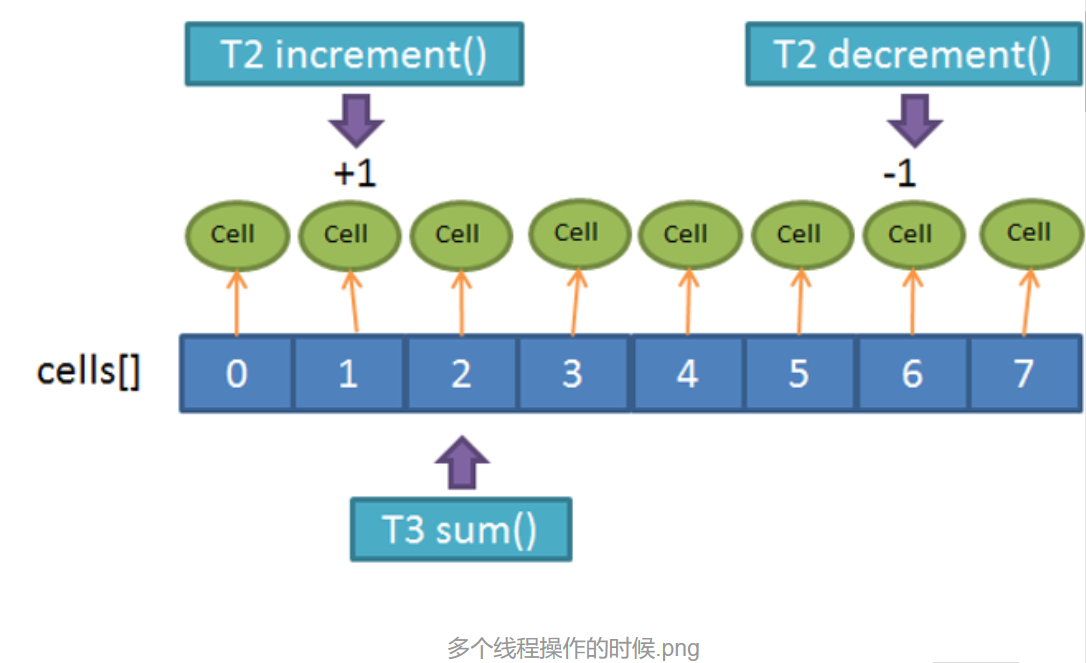 T2 increment() T2 decrement()
+1 -1
Cell Cell Cell Cell Cell Cell Cell Cell
cells[] 0 1 2 3 4 5 6 7
T3 sum()
多个线程操作的时候.png